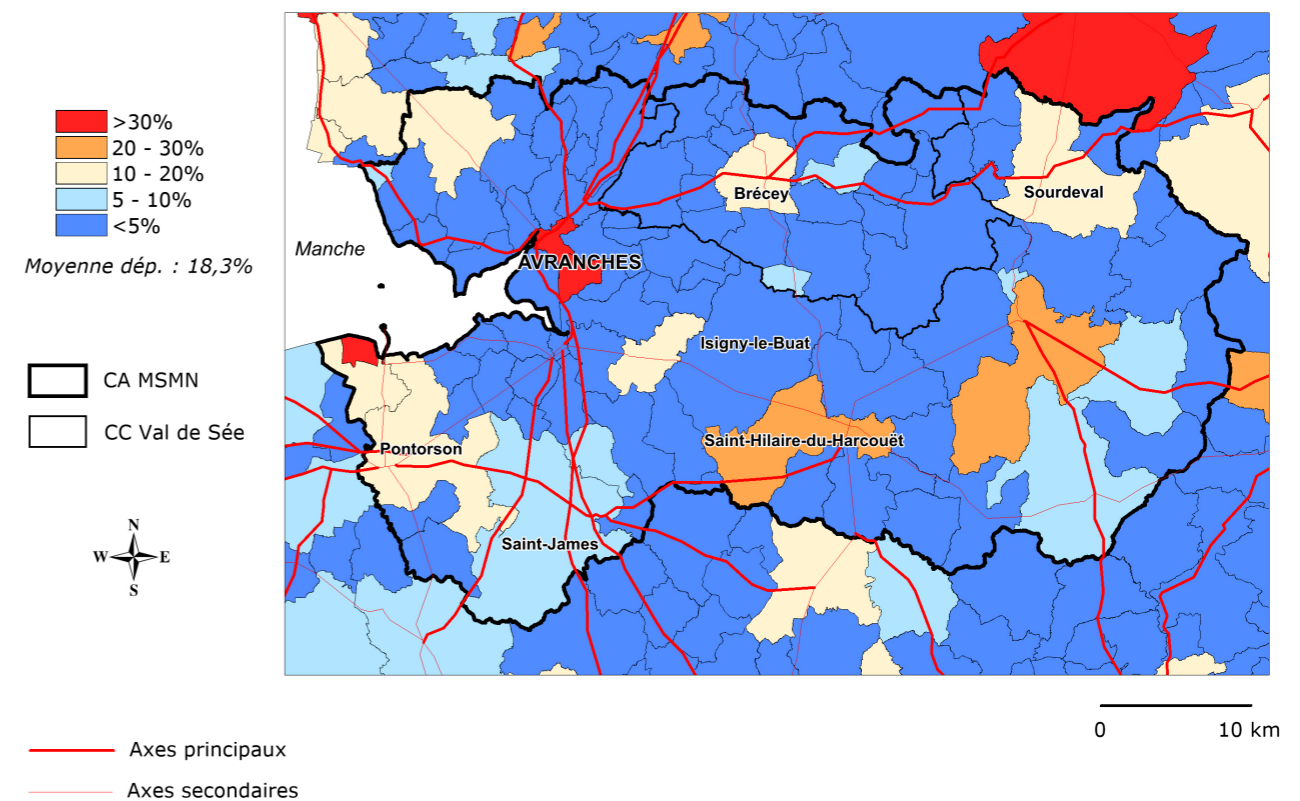 >30%
20 - 30%
10 - 20%
5 - 10%
<5%
Moyenne dép. : 18,3%
CA MSMN
CC Val de Sée
N
W E
S
Axes principaux
Axes secondaires
Manche
AVRANCHES
Brécey
Sourdeval
Isigny-le-Buat
Saint-Hilaire-du-Harcouët
Pontorson
Saint-James
0 10 km